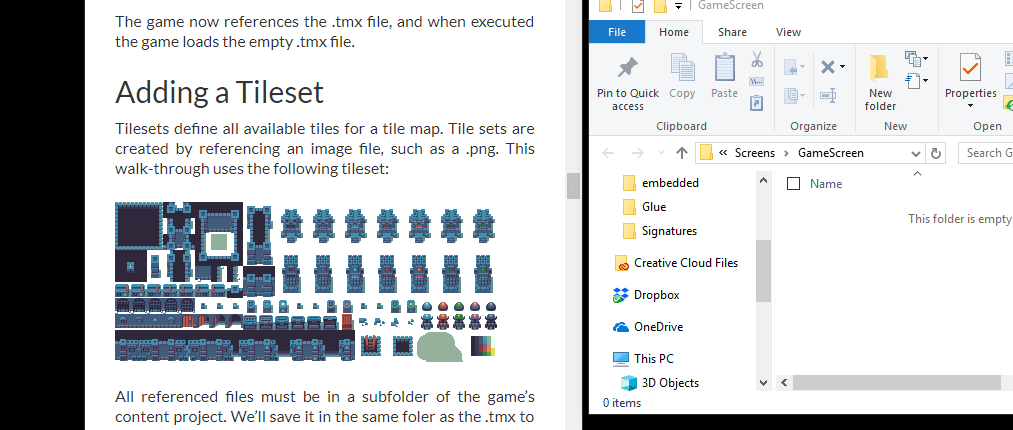 The game now references the .tmx file, and when executed
the game loads the empty .tmx file.
Adding a Tileset
Tilesets define all available tiles for a tile map. Tile sets are
created by referencing an image file, such as a .png. This
walk-through uses the following tileset:
All referenced files must be in a subfolder of the game's
content project. We'll save it in the same foler as the .tmx to
GameScreen
File Home Share View
Pin to Quick access
Copy
Paste
Clipboard
Organize
New folder
New
Properties
Open
« Screens > GameScreen
Search G
embedded
Glue
Signatures
Creative Cloud Files
Dropbox
OneDrive
This PC
3D Objects
Name
This folder is empty
0 items